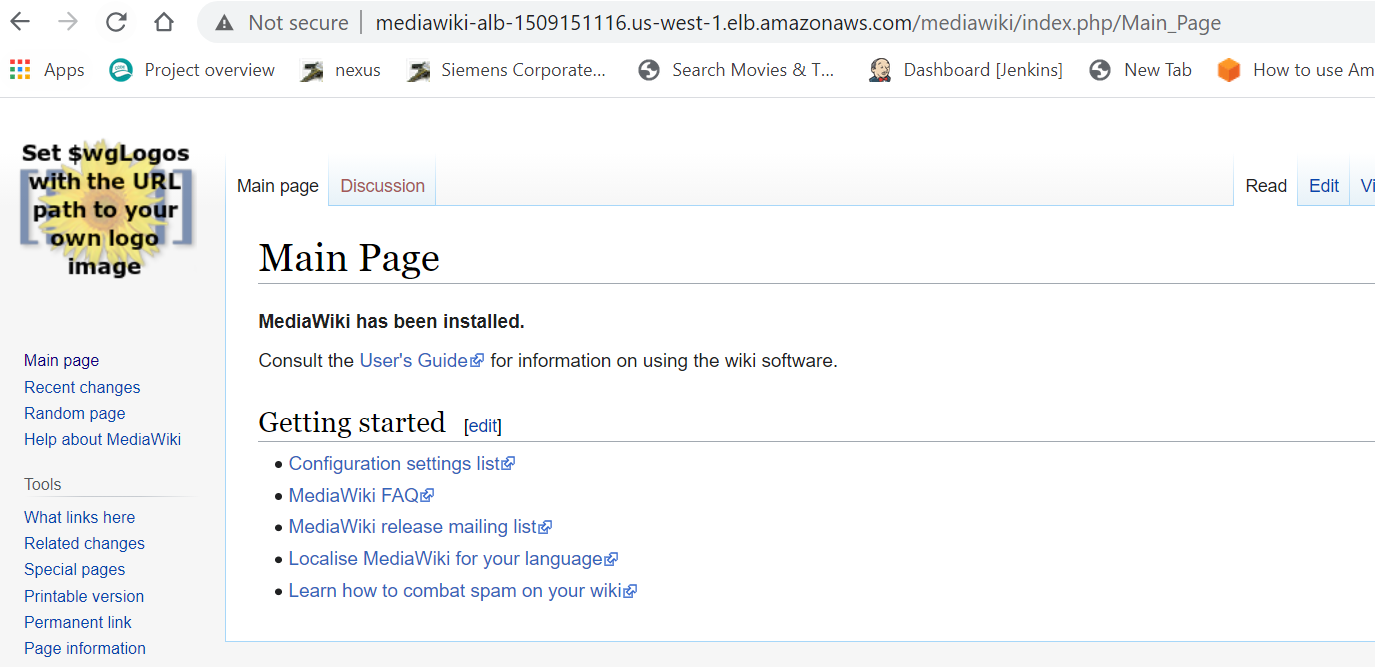 Not secure | mediawiki-alb-1509151116.us-west-1.elb.amazonaws.com/mediawiki/index.php/Main_Page
Apps Project overview nexus Siemens Corporate... Search Movies & T... Dashboard [Jenkins] New Tab How to use Am
Set $wgLogos
with the URL
path to your
own logo
image
Main page Discussion Read Edit Vi
Main Page
MediaWiki has been installed.
Consult the User's Guide for information on using the wiki software.
Getting started [edit]
• Configuration settings list
• MediaWiki FAQ
• MediaWiki release mailing list
• Localise MediaWiki for your language
• Learn how to combat spam on your wiki
Main page
Recent changes
Random page
Help about MediaWiki
Tools
What links here
Related changes
Special pages
Printable version
Permanent link
Page information